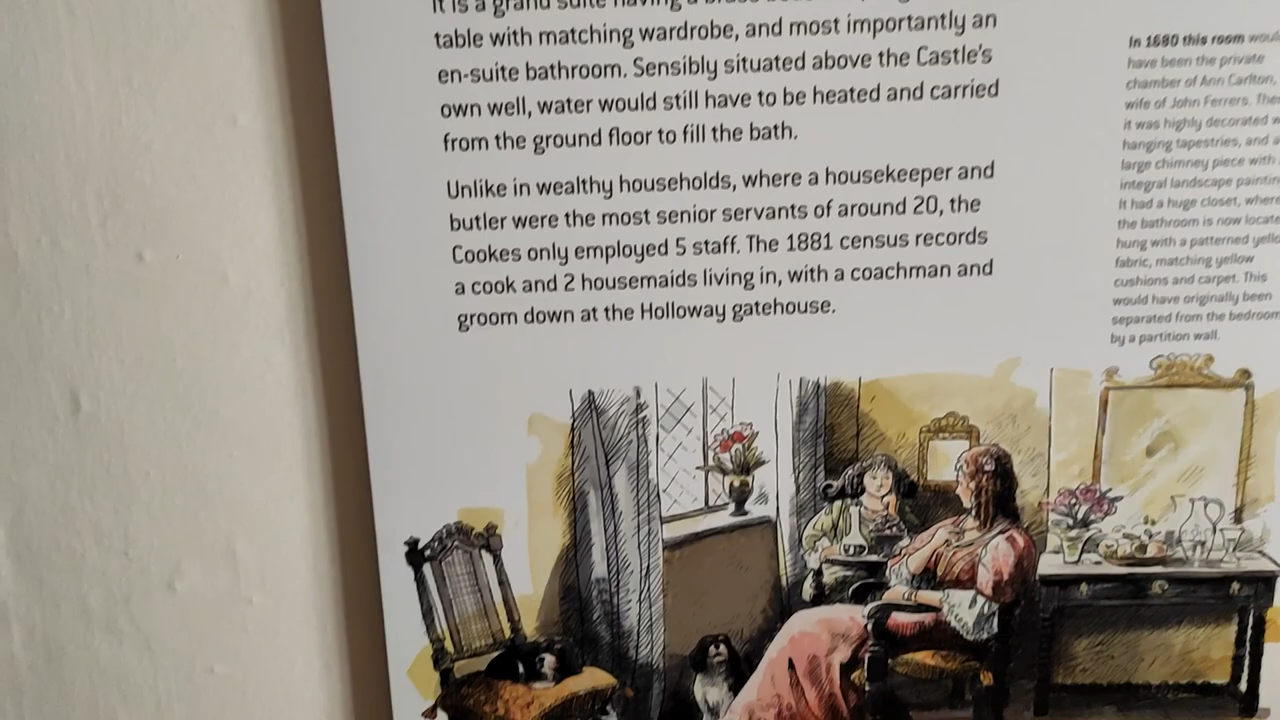 It is a grand suite having a
table with matching wardrobe, and most importantly an
en-suite bathroom. Sensibly situated above the Castle's
own well, water would still have to be heated and carried
from the ground floor to fill the bath.
Unlike in wealthy households, where a housekeeper and
butler were the most senior servants of around 20, the
Cookes only employed 5 staff. The 1881 census records
a cook and 2 housemaids living in, with a coachman and
groom down at the Holloway gatehouse.
In 1680 this room
have been the private
chamber of Ann Carlton,
wife of John Ferrers.
it was highly decorated
hanging tapestries, and a
large chimney piece with
integral landscape
It had a huge closet, where
the bathroom is now
hung with a patterned
fabric, matching yellow
cushions and carpet. This
would have originally been
separated from the
by a partition wall.